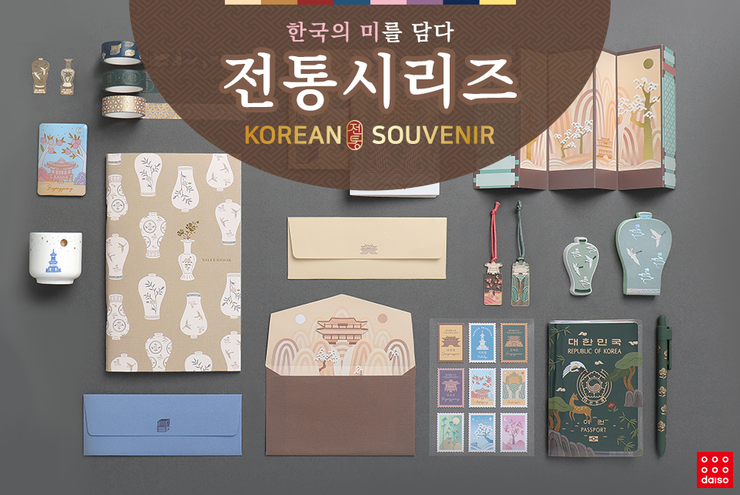 한국의 미를 담다
전통시리즈
KOREAN 전통 SOUVENIR
NOTEBOOK
대한민국
REPUBLIC OF KOREA
여권
PASSPORT
daiso